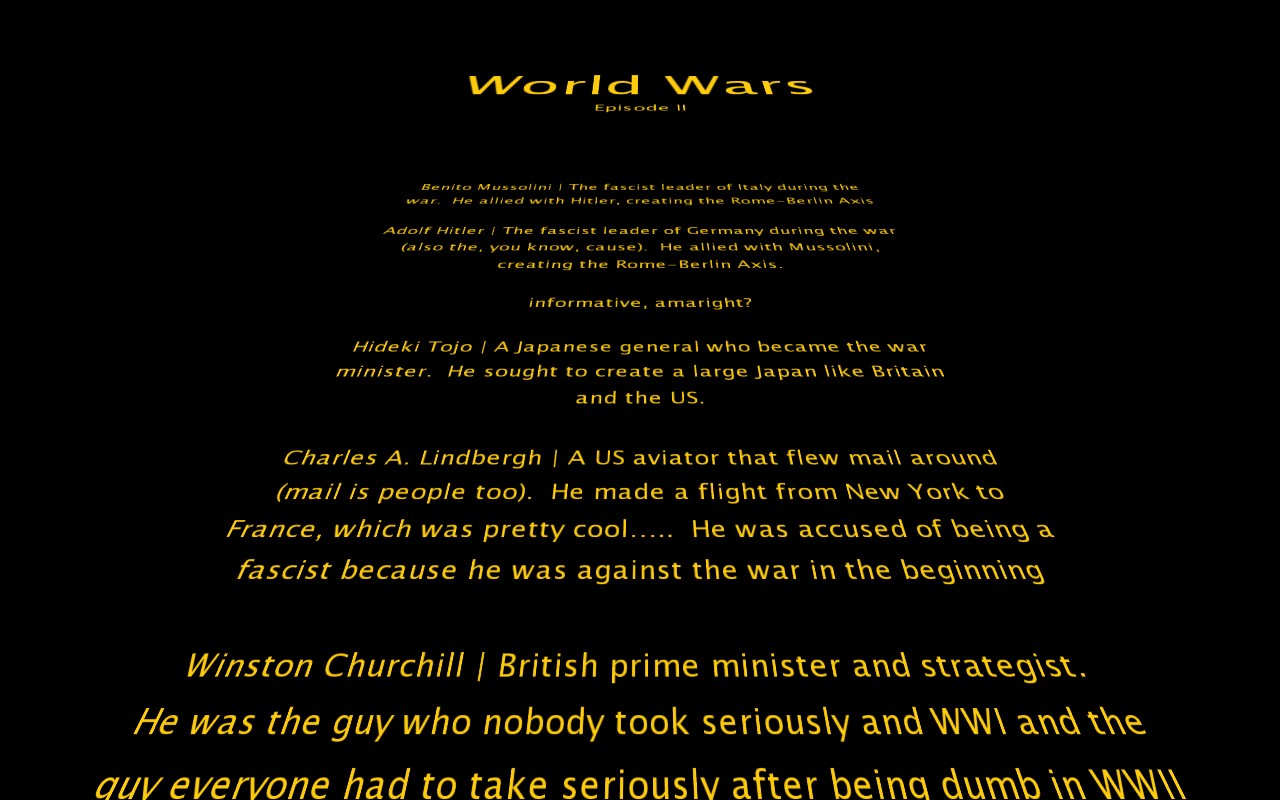 World Wars
Episode II
Benito Mussolini | The fascist leader of Italy during the
war.  He allied with Hitler, creating the Rome-Berlin Axis
Adolf Hitler | The fascist leader of Germany during the war
(also the, you know, cause).  He allied with Mussolini,
creating the Rome-Berlin Axis.
informative, amaright?
Hideki Tojo | A Japanese general who became the war
minister.  He sought to create a large Japan like Britain
and the US.
Charles A. Lindbergh | A US aviator that flew mail around
(mail is people too).  He made a flight from New York to
France, which was pretty cool.....  He was accused of being a
fascist because he was against the war in the beginning
Winston Churchill | British prime minister and strategist.
He was the guy who nobody took seriously and WWI and the
guy everyone had to take seriously after being dumb in WWII